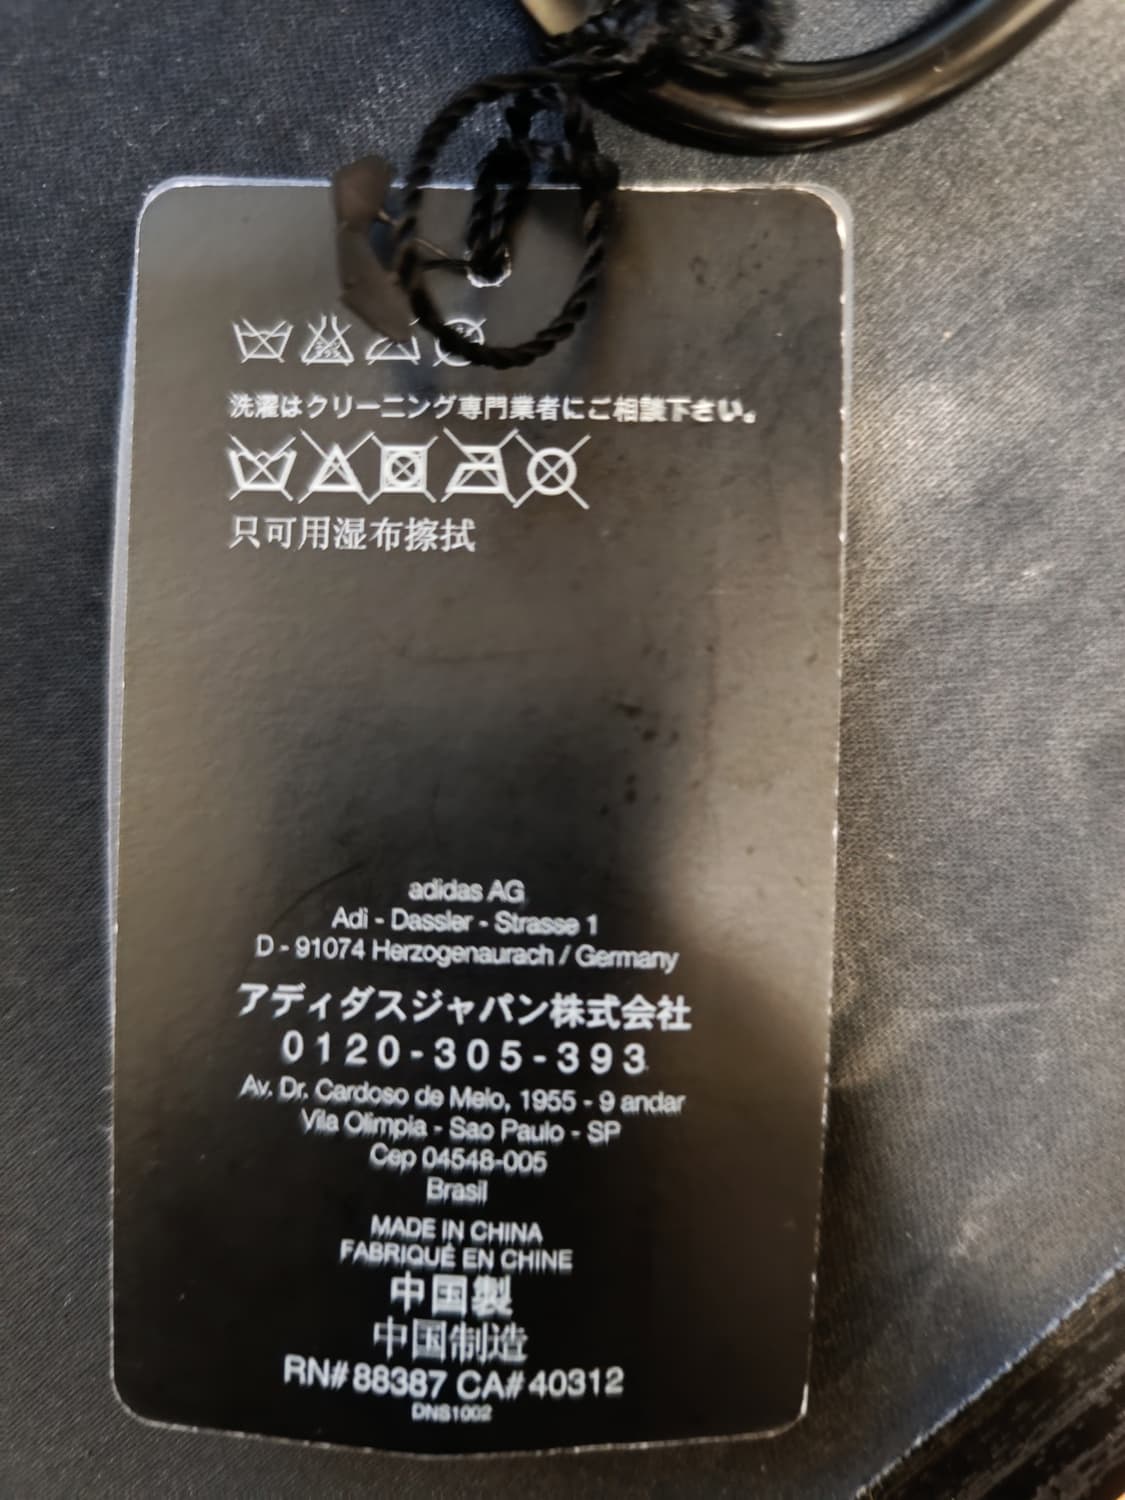 洗濯はクリーニング専門業者にご相談下さい。
只可用湿布擦拭
adidas AG
Adi - Dassler - Strasse 1
D - 91074 Herzogenaurach / Germany
アディダスジャパン株式会社
0120-305-393
Av. Dr. Cardoso de Melo, 1955 - 9 andar
Vila Olimpia - Sao Paulo - SP
Cep 04548-005
Brasil
MADE IN CHINA
FABRIQUÉ EN CHINE
中国製
中国制造
RN# 88387 CA# 40312
DNS1002